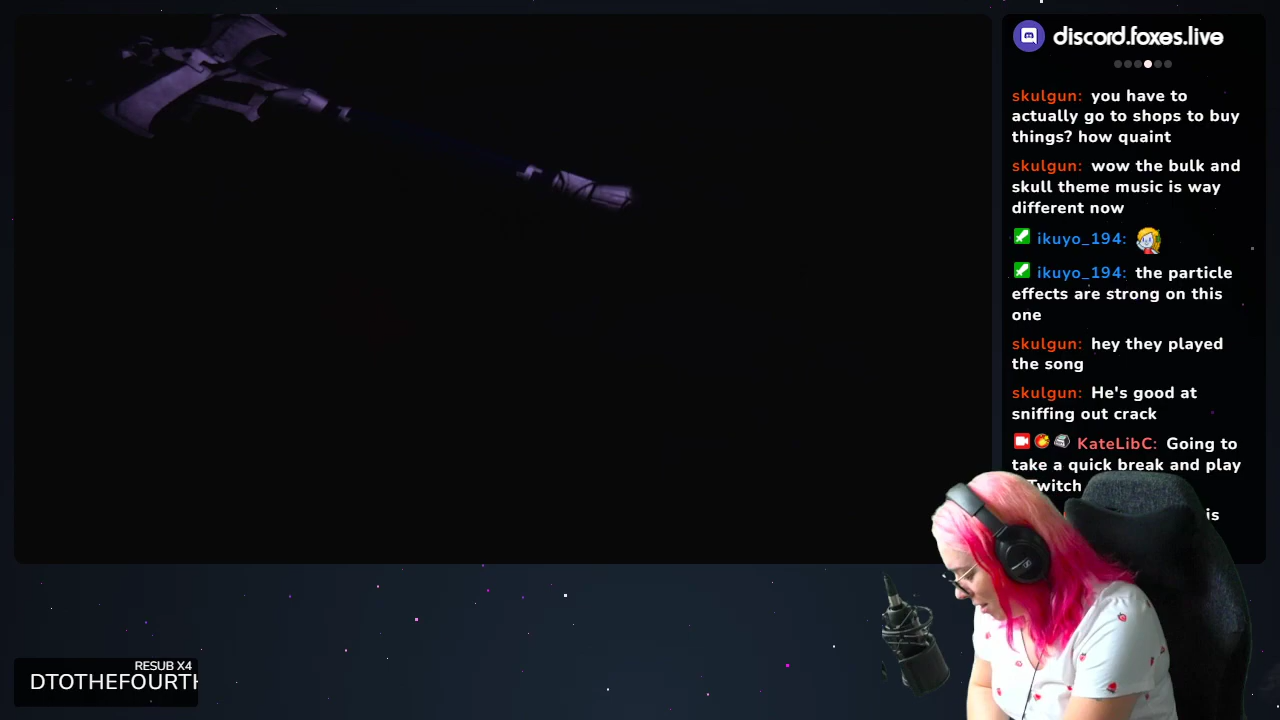 discord.foxes.live
skulgun: you have to
actually go to shops to buy
things? how quaint
skulgun: wow the bulk and
skull theme music is way
different now
ikuyo_194:
ikuyo_194: the particle
effects are strong on this
one
skulgun: hey they played
the song
skulgun: He's good at
sniffing out crack
KateLibC: Going to
take a quick break and play
Twitch
is
RESUB X4
DTOTHEFOURTH